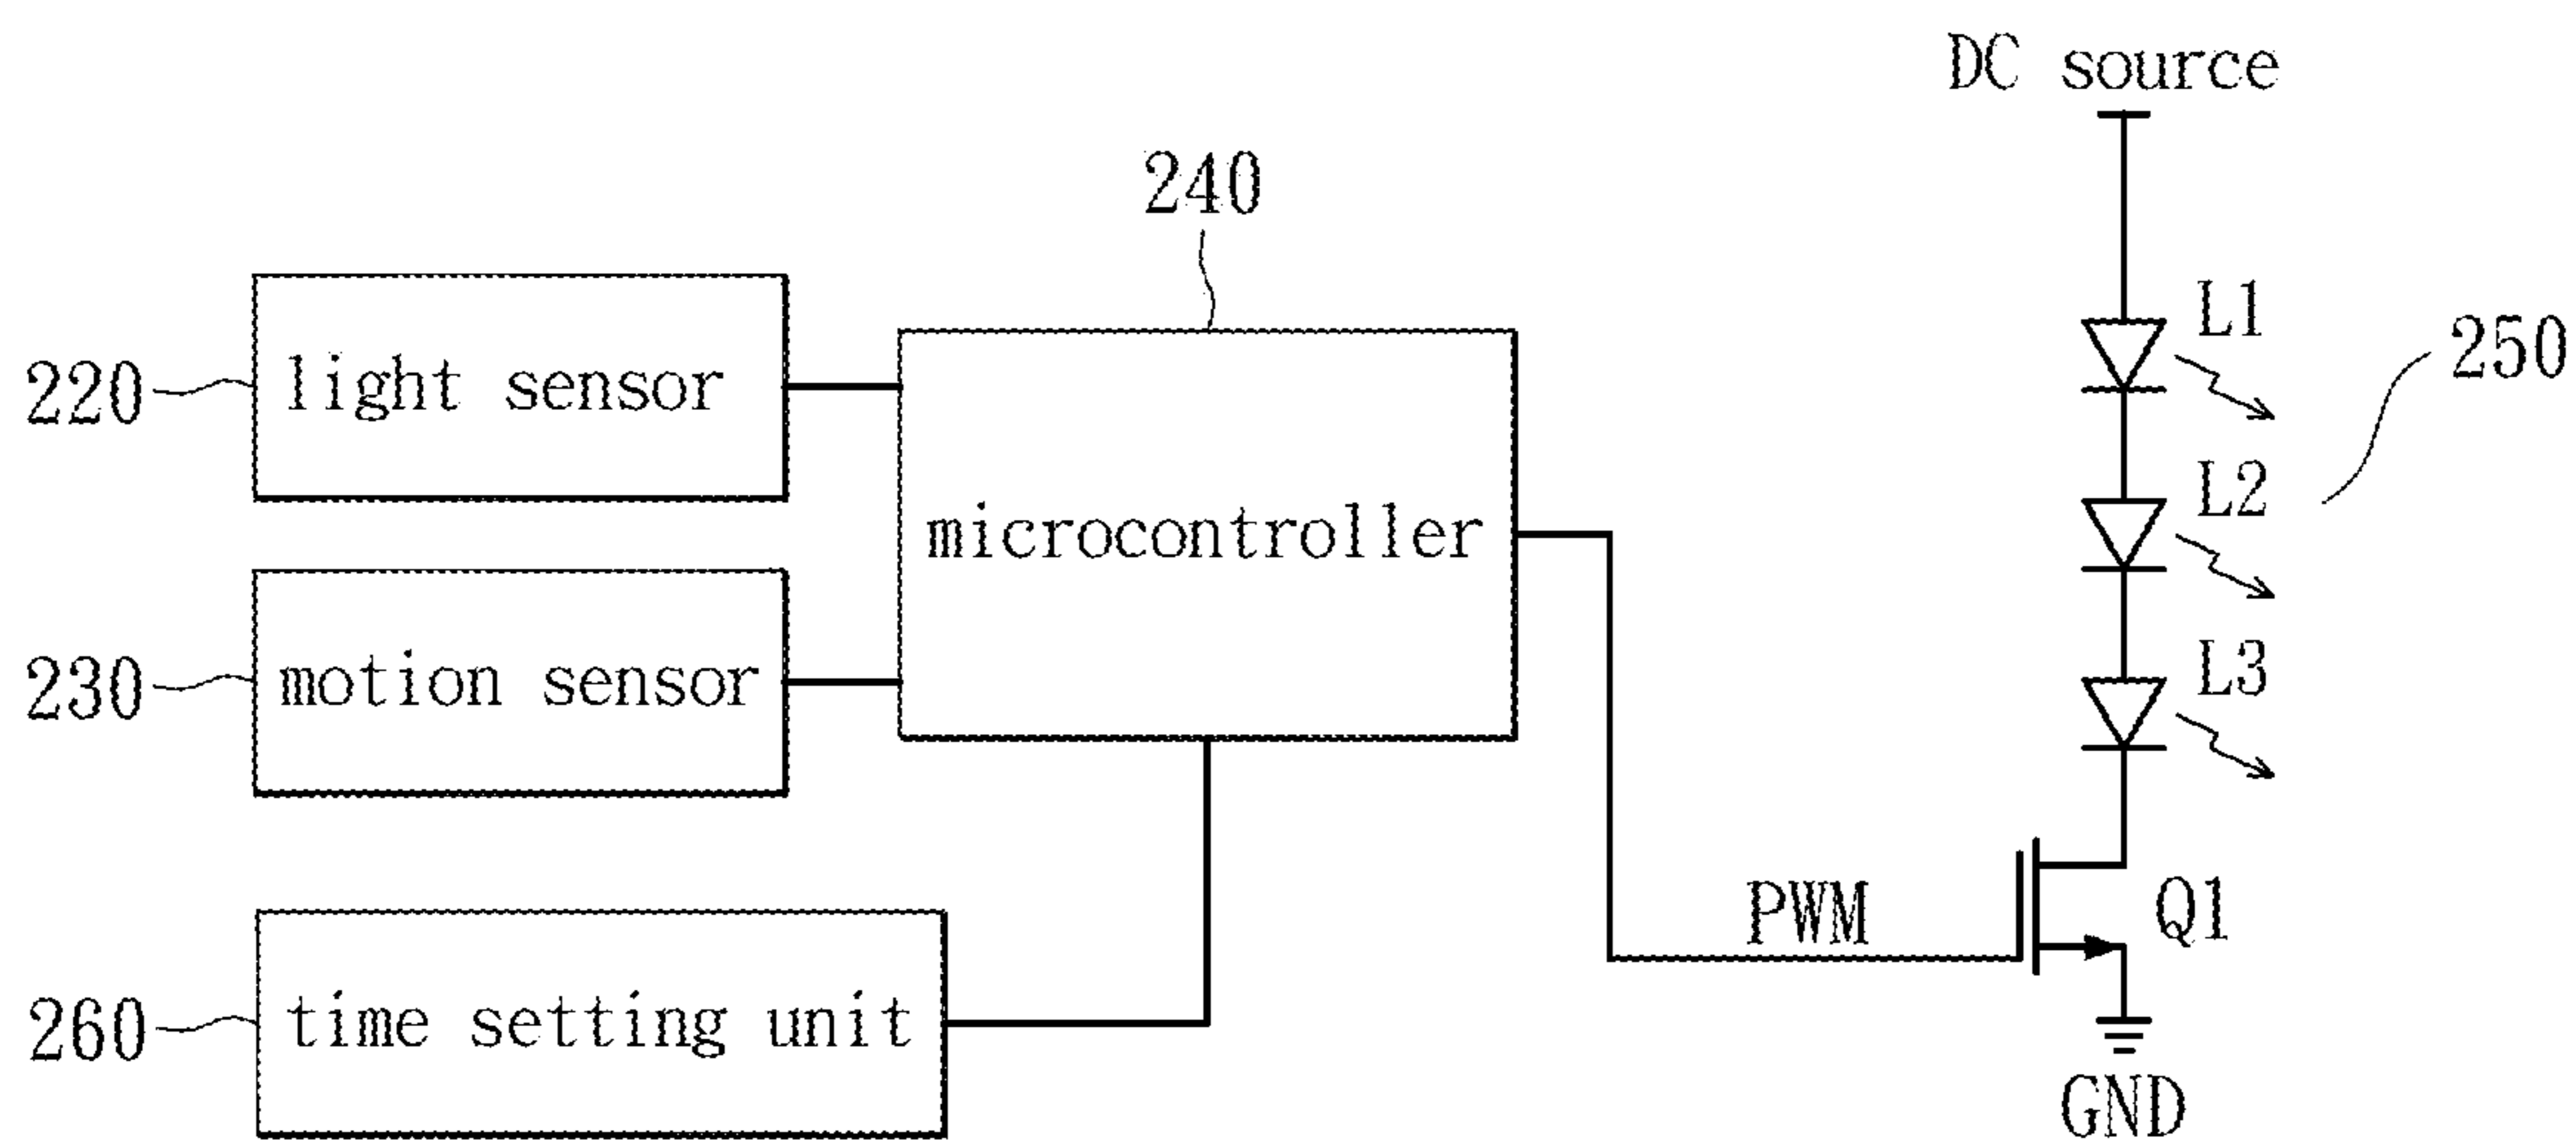 DC source
240
L1
220
light sensor
250
L2
microcontroller
230
motion sensor
L3
PWM
Q1
260
time setting unit
GND